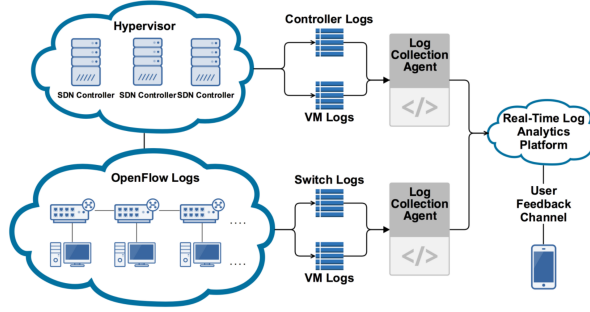 Hypervisor
SDN Controller
SDN Controller
SDN Controller
Controller Logs
VM Logs
Log
Collection
Agent
</>
OpenFlow Logs
....
....
Switch Logs
VM Logs
Log
Collection
Agent
</>
Real-Time Log
Analytics
Platform
User
Feedback
Channel